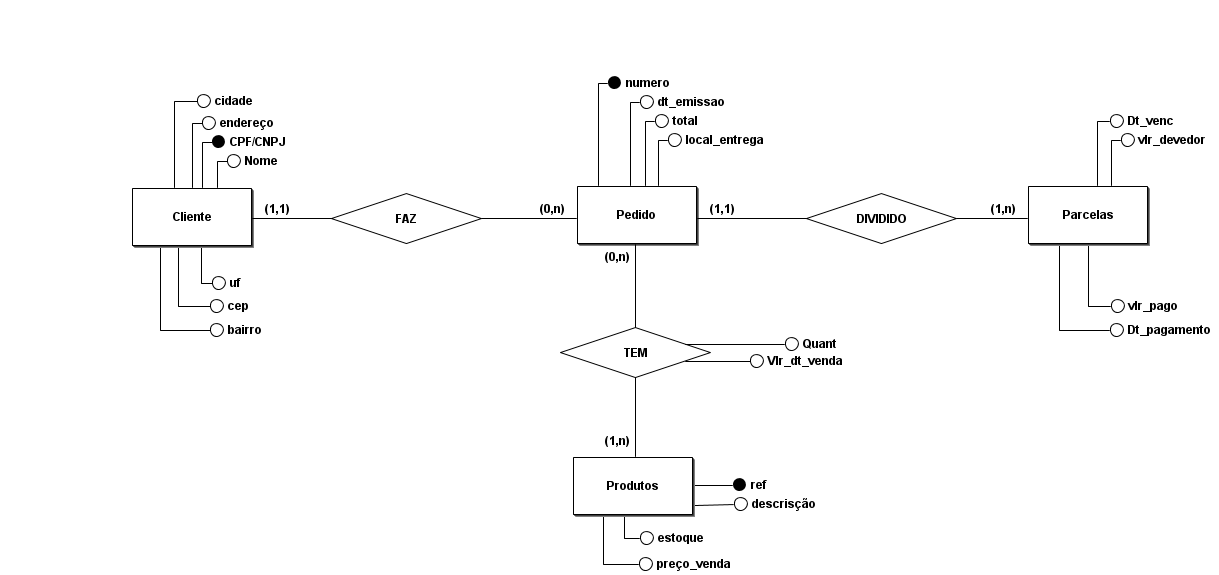 numero
dt_emissao
total
local_entrega
cidade
endereço
CPF/CNPJ
Nome
Dt_venc
vlr_devedor
Cliente
(1,1)
FAZ
(0,n)
Pedido
(1,1)
DIVIDIDO
(1,n)
Parcelas
(0,n)
uf
cep
bairro
vlr_pago
Dt_pagamento
TEM
Quant
Vlr_dt_venda
(1,n)
Produtos
ref
descrisção
estoque
preço_venda